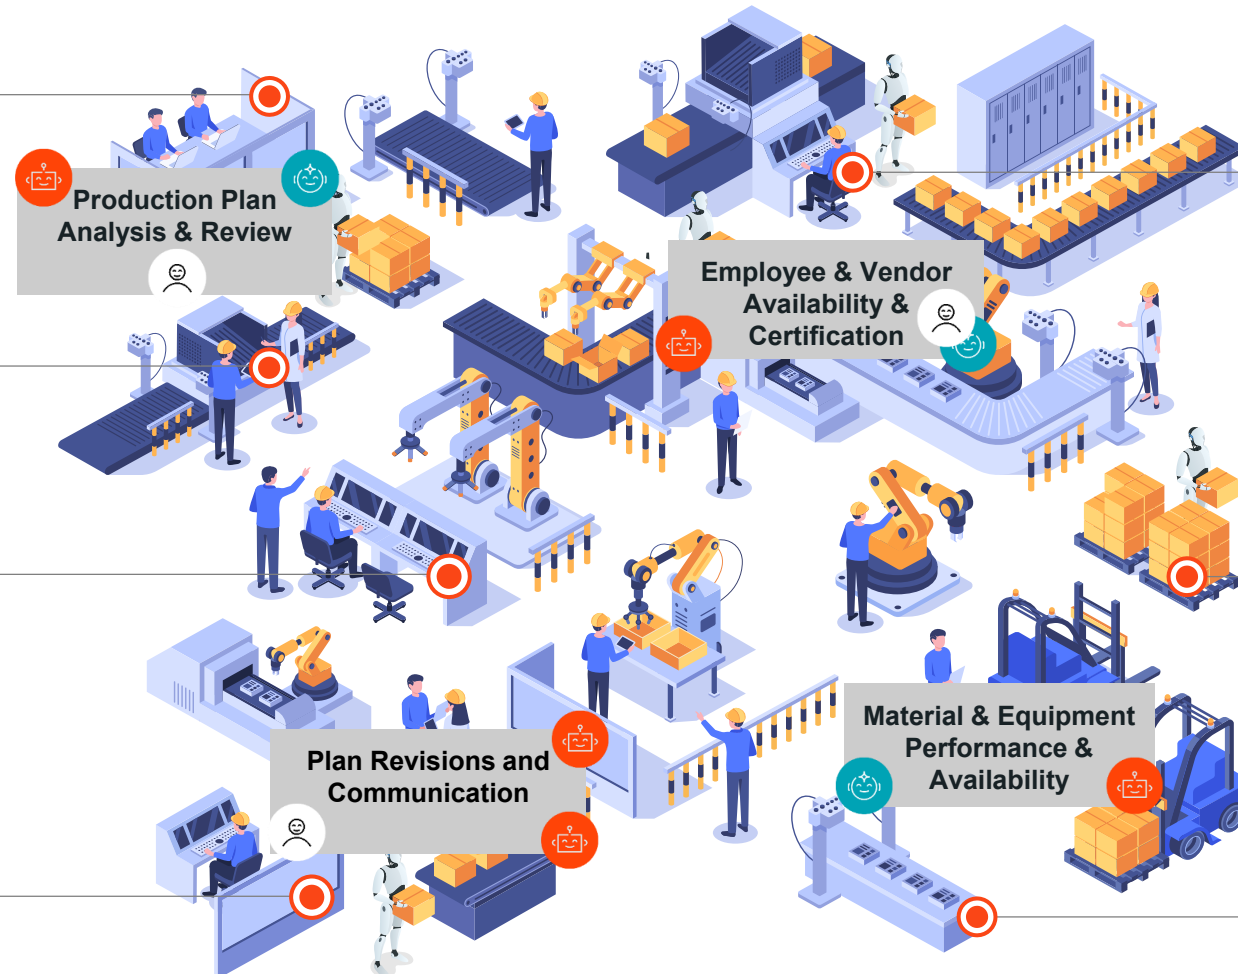 Production Plan
Analysis & Review
Employee & Vendor
Availability &
Certification
Plan Revisions and
Communication
Material & Equipment
Performance &
Availability